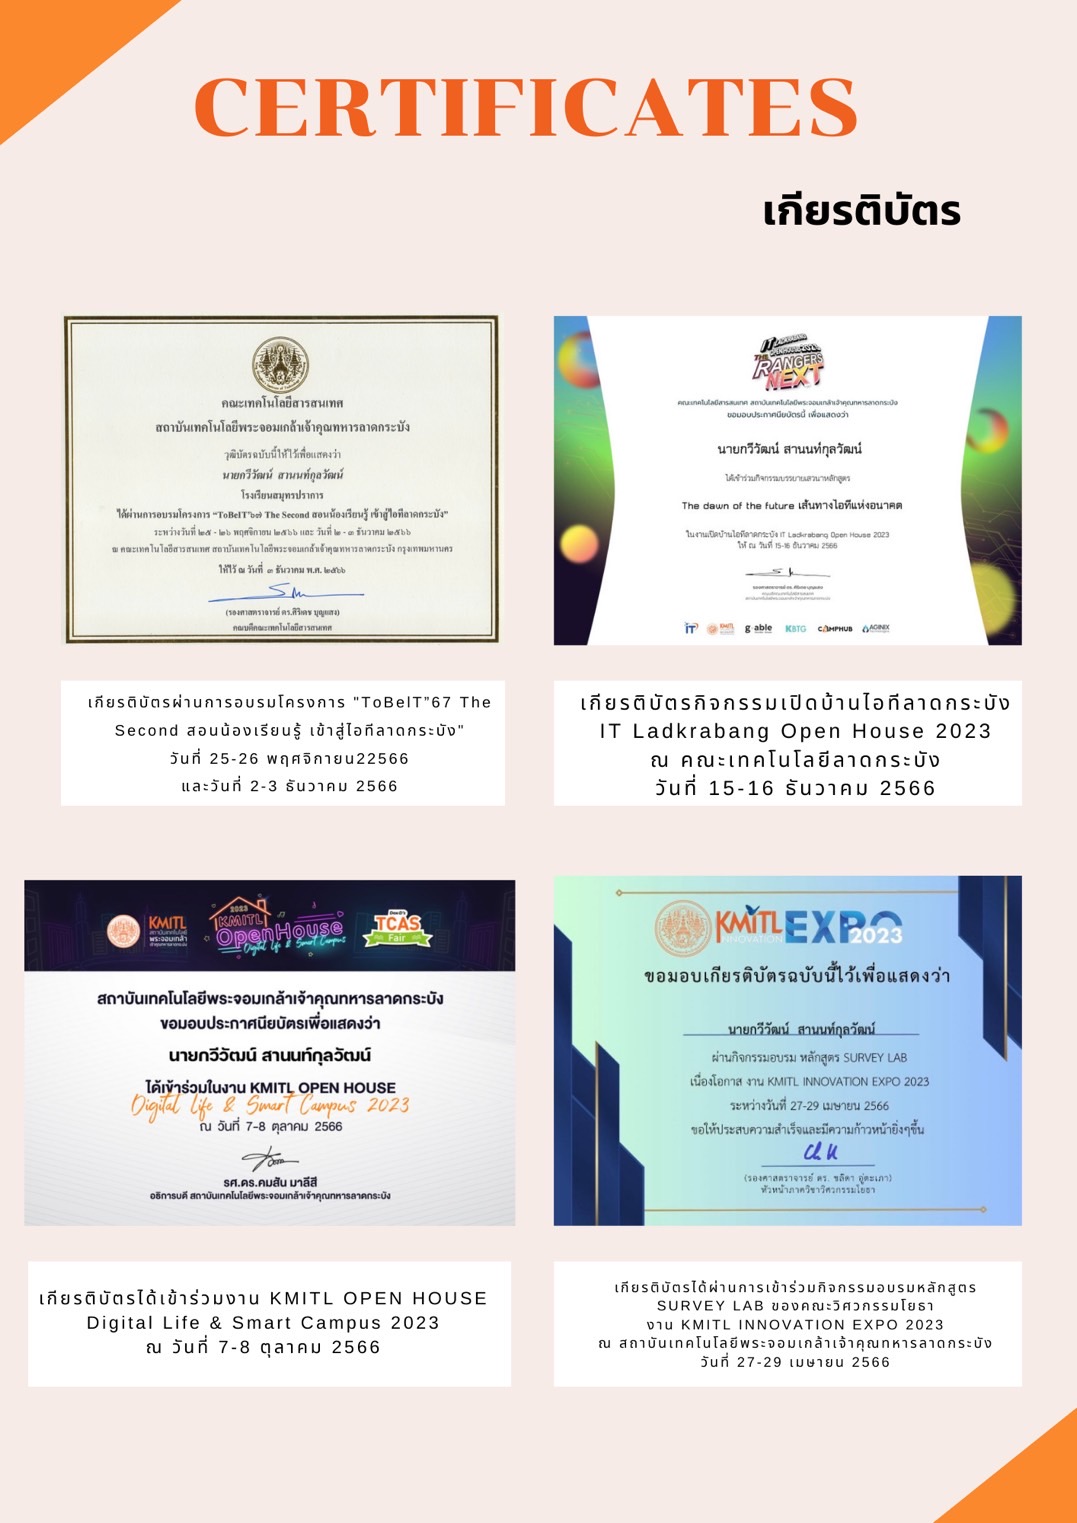 CERTIFICATES
เกียรติบัตร
คณะเทคโนโลยีสารสนเทศ
สถาบันเทคโนโลยีพระจอมเกล้าเจ้าคุณทหารลาดกระบัง
วุฒิบัตรฉบับนี้ให้ไว้เพื่อแสดงว่า
นายกวีวัฒน์ สานนท์กุลวัฒน์
โรงเรียนสมุทรปราการ
ได้ผ่านการอบรมโครงการ “ToBeIT’๖๗ The Second สอนน้องเรียนรู้ เข้าสู่ไอทีลาดกระบัง”
ระหว่างวันที่ ๒๕ - ๒๖ พฤศจิกายน ๒๕๖๖ และ วันที่ ๒ - ๓ ธันวาคม ๒๕๖๖
ณ คณะเทคโนโลยีสารสนเทศ สถาบันเทคโนโลยีพระจอมเกล้าเจ้าคุณทหารลาดกระบัง กรุงเทพมหานคร
ให้ไว้ ณ วันที่ ๓ ธันวาคม พ.ศ. ๒๕๖๖
(รองศาสตราจารย์ ดร.ศิริเดช บุญแสง)
คณบดีคณะเทคโนโลยีสารสนเทศ
IT LADKRABANG
OPEN HOUSE 2023
THE RANGERS
NEXT
คณะเทคโนโลยีสารสนเทศ สถาบันเทคโนโลยีพระจอมเกล้าเจ้าคุณทหารลาดกระบัง
ขอมอบประกาศนียบัตรนี้ เพื่อแสดงว่า
นายกวีวัฒน์ สานนท์กุลวัฒน์
ได้เข้าร่วมกิจกรรมบรรยายเสวนาหลักสูตร
The dawn of the future เส้นทางไอทีแห่งอนาคต
ในงานเปิดบ้านไอทีลาดกระบัง IT Ladkrabang Open House 2023
ให้ ณ วันที่ 15-16 ธันวาคม 2566
IT KMITL g·able KBTG CAMPHUB AGINIX
เกียรติบัตรผ่านการอบรมโครงการ "ToBeIT”67 The
Second สอนน้องเรียนรู้ เข้าสู่ไอทีลาดกระบัง"
วันที่ 25-26 พฤศจิกายน22566
และวันที่ 2-3 ธันวาคม 2566
เกียรติบัตรกิจกรรมเปิดบ้านไอทีลาดกระบัง
IT Ladkrabang Open House 2023
ณ คณะเทคโนโลยีลาดกระบัง
วันที่ 15-16 ธันวาคม 2566
KMITL
สถาบันเทคโนโลยี
พระจอมเกล้า
เจ้าคุณทหารลาดกระบัง
2023
KMITL
Open House
Digital Life & Smart Campus
TCAS
Fair
สถาบันเทคโนโลยีพระจอมเกล้าเจ้าคุณทหารลาดกระบัง
ขอมอบประกาศนียบัตรเพื่อแสดงว่า
นายกวีวัฒน์ สานนท์กุลวัฒน์
ได้เข้าร่วมในงาน KMITL OPEN HOUSE
Digital Life & Smart Campus 2023
ณ วันที่ 7-8 ตุลาคม 2566
รศ.ดร.คมสัน มาลีสี
อธิการบดี สถาบันเทคโนโลยีพระจอมเกล้าเจ้าคุณทหารลาดกระบัง
KMITL EXPO
INNOVATION 2023
ขอมอบเกียรติบัตรฉบับนี้ไว้เพื่อแสดงว่า
นายกวีวัฒน์ สานนท์กุลวัฒน์
ผ่านกิจกรรมอบรม หลักสูตร SURVEY LAB
เนื่องโอกาส งาน KMITL INNOVATION EXPO 2023
ระหว่างวันที่ 27-29 เมษายน 2566
ขอให้ประสบความสำเร็จและมีความก้าวหน้ายิ่งๆขึ้น
(รองศาสตราจารย์ ดร. ชลิดา อู่ตะเภา)
หัวหน้าภาควิชาวิศวกรรมโยธา
เกียรติบัตรได้เข้าร่วมงาน KMITL OPEN HOUSE
Digital Life & Smart Campus 2023
ณ วันที่ 7-8 ตุลาคม 2566
เกียรติบัตรได้ผ่านการเข้าร่วมกิจกรรมอบรมหลักสูตร
SURVEY LAB ของคณะวิศวกรรมโยธา
งาน KMITL INNOVATION EXPO 2023
ณ สถาบันเทคโนโลยีพระจอมเกล้าเจ้าคุณทหารลาดกระบัง
วันที่ 27-29 เมษายน 2566